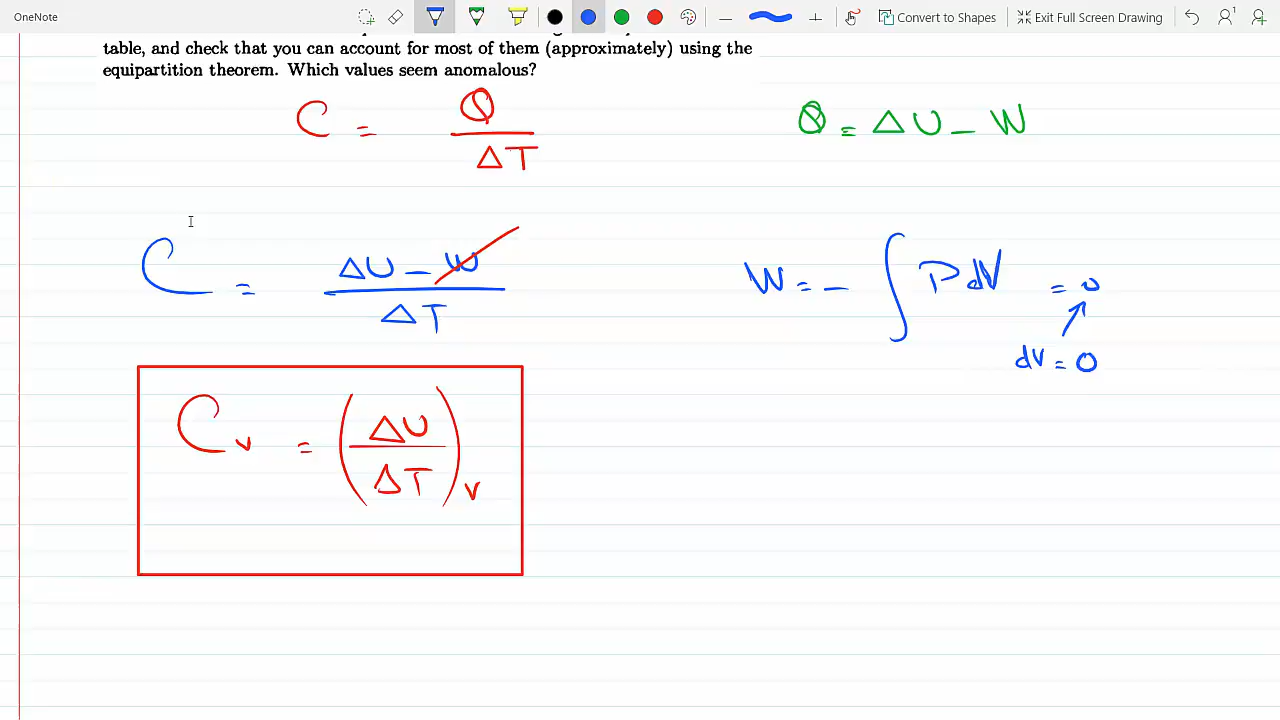 OneNote
Convert to Shapes
Exit Full Screen Drawing
table, and check that you can account for most of them (approximately) using the
equipartition theorem. Which values seem anomalous?
C = Q / ΔT
Q = ΔU - W
C = ΔU - W / ΔT
W = - ∫ P dV = 0
dV = 0
C_v = (ΔU / ΔT)_v